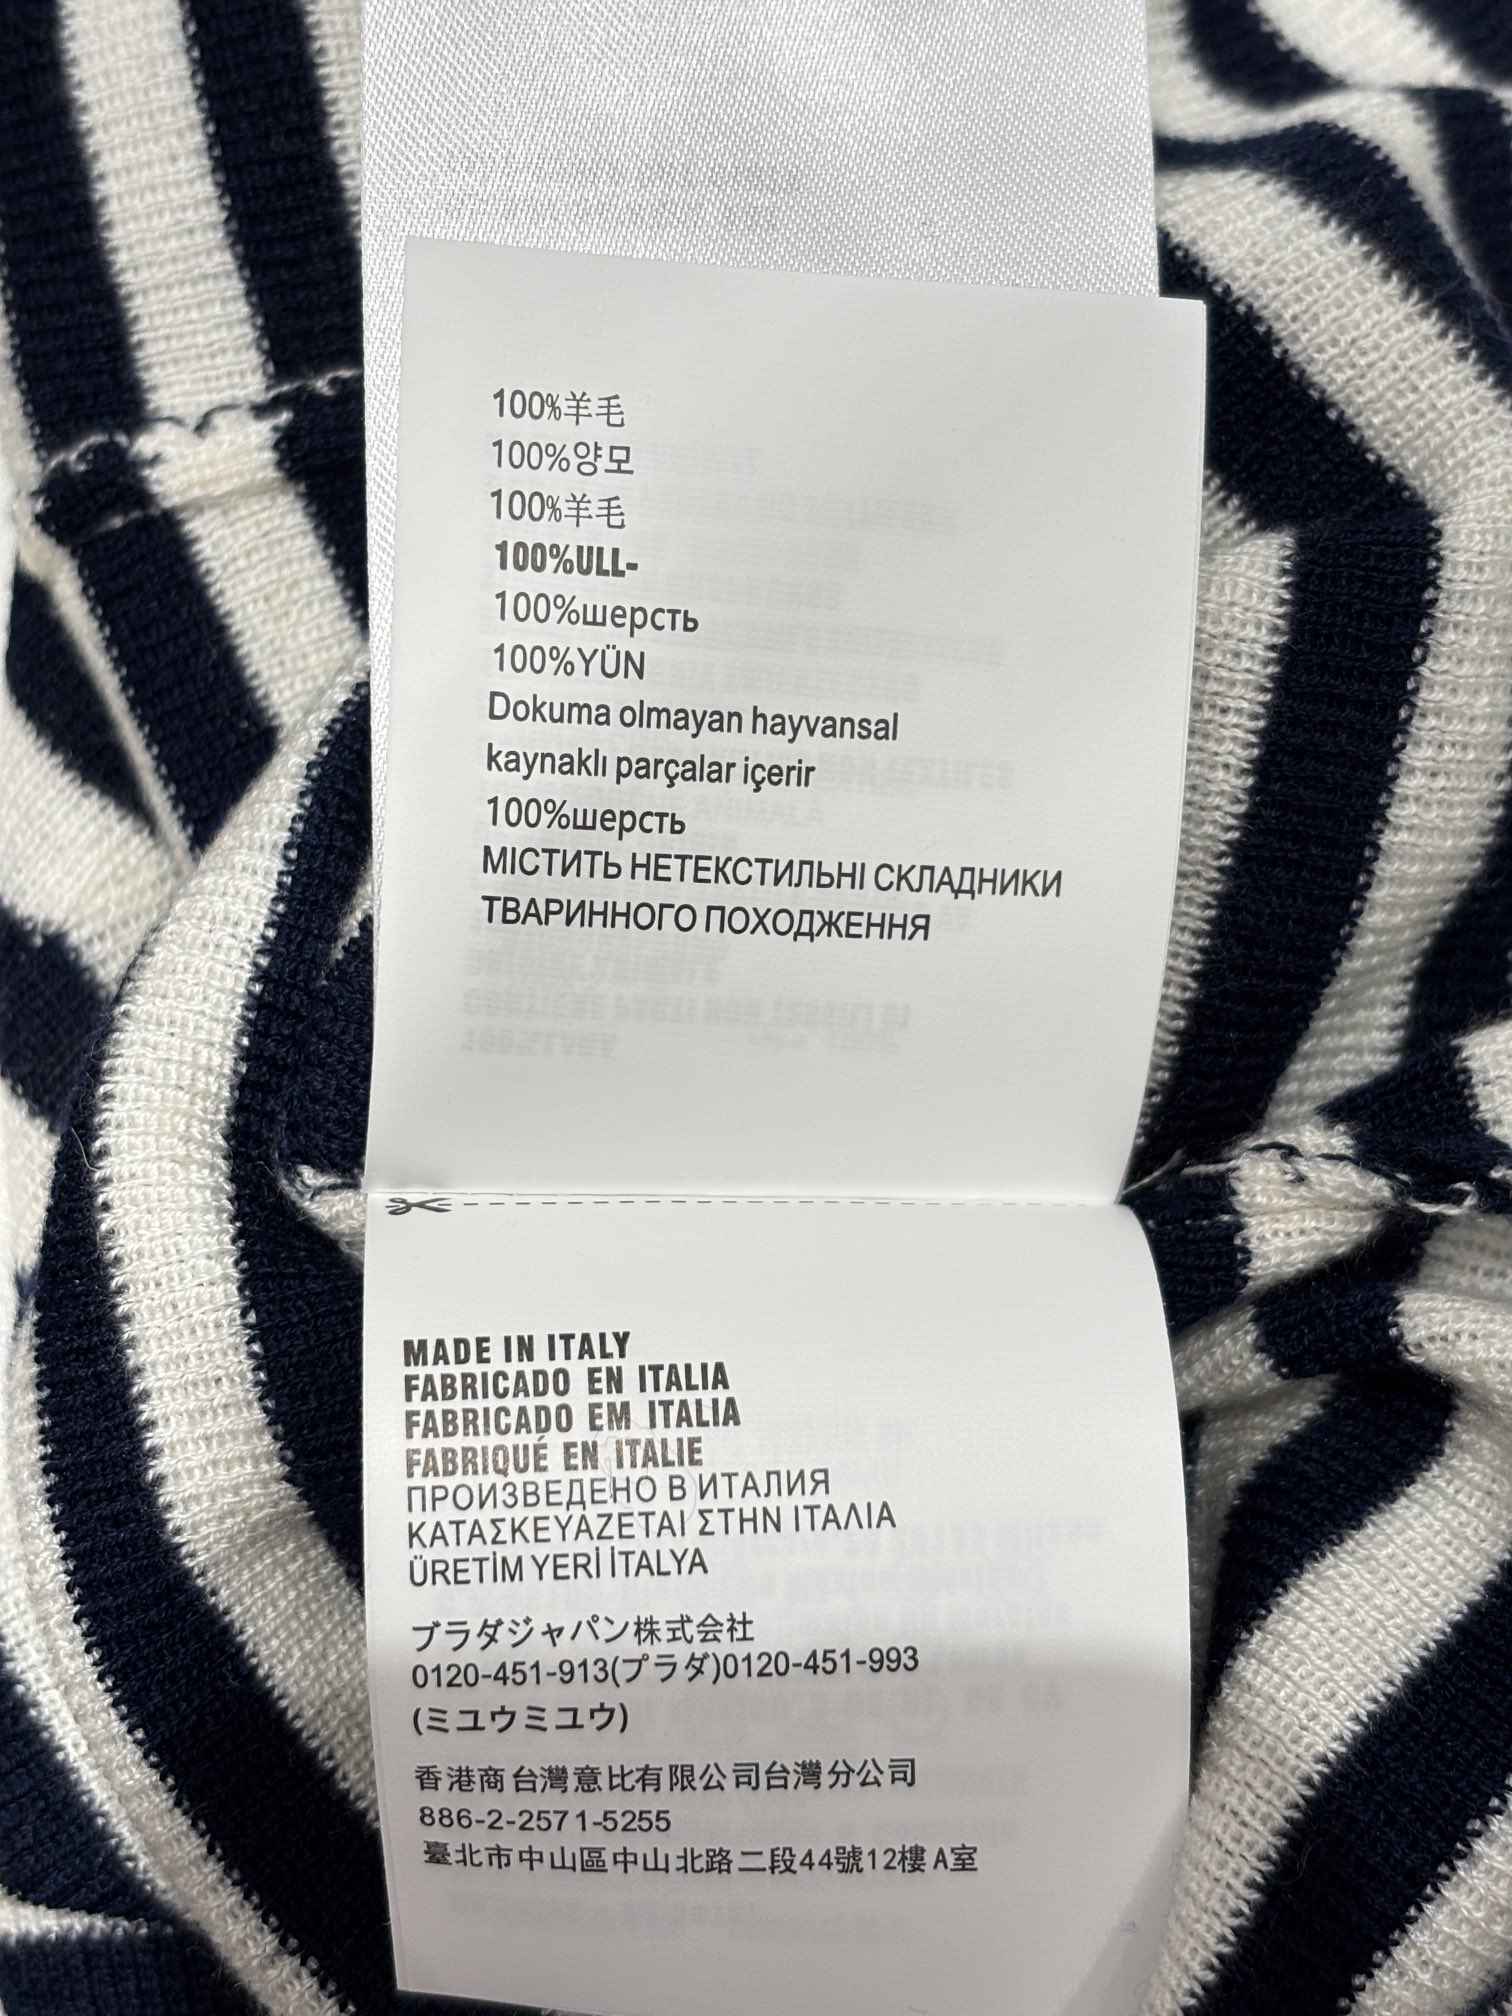 100%羊毛
100%양모
100%羊毛
100%ULL-
100%шерсть
100%YÜN
Dokuma olmayan hayvansal
kaynaklı parçalar içerir
100%шерсть
МІСТИТЬ НЕТЕКСТИЛЬНІ СКЛАДНИКИ
ТВАРИННОГО ПОХОДЖЕННЯ
MADE IN ITALY
FABRICADO EN ITALIA
FABRICADO EM ITALIA
FABRIQUÉ EN ITALIE
ПРОИЗВЕДЕНО В ИТАЛИЯ
ΚΑΤΑΣΚΕΥΑΖΕΤΑΙ ΣΤΗΝ ΙΤΑΛΙΑ
ÜRETİM YERİ İTALYA
プラダジャパン株式会社
0120-451-913(プラダ)0120-451-993
(ミユウミユウ)
香港商台灣意比有限公司台灣分公司
886-2-2571-5255
臺北市中山區中山北路二段44號12樓A室